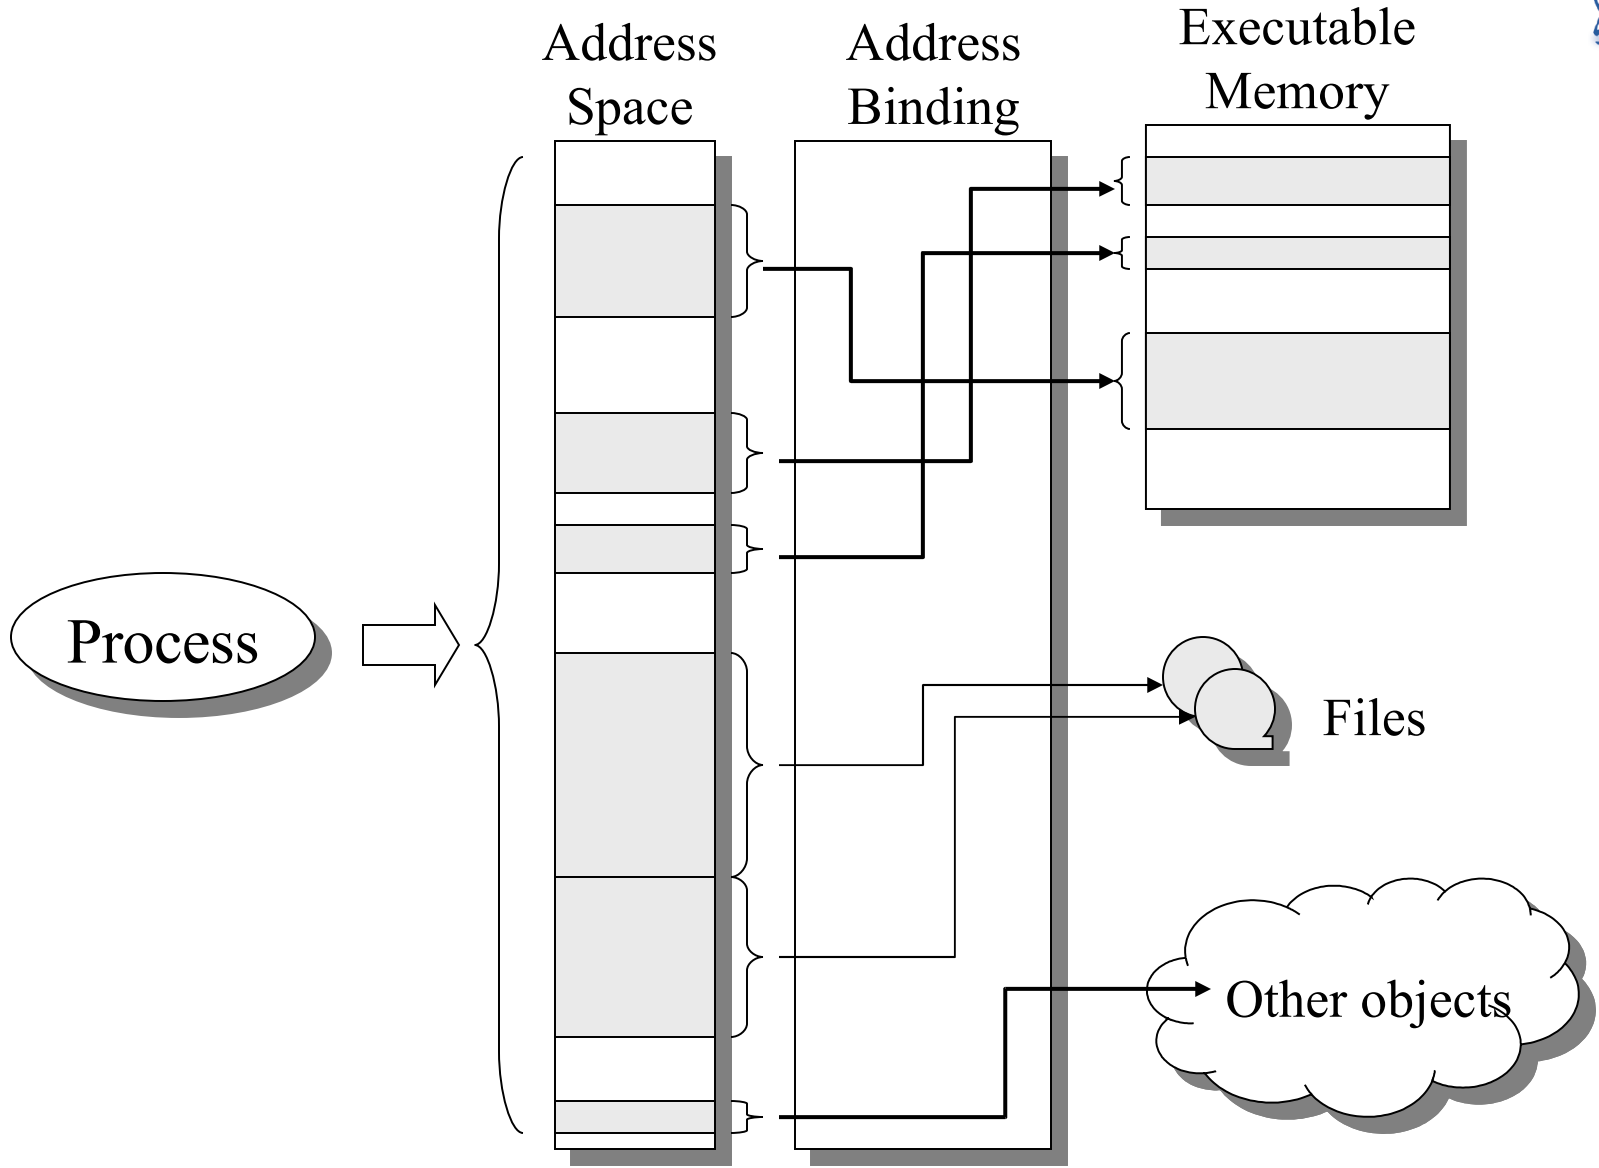 Address
Space
Address
Binding
Executable
Memory
Process
Files
Other objects